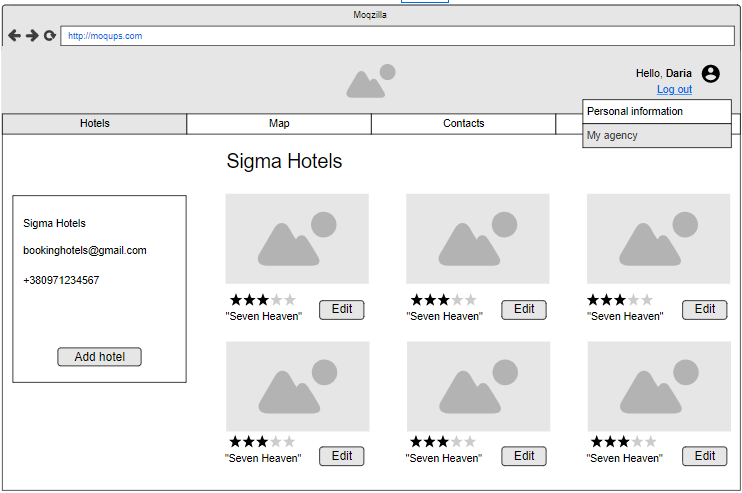 Moqzilla
http://moqups.com
Hello, Daria
Log out
Personal information
My agency
Hotels
Map
Contacts
Sigma Hotels
Sigma Hotels
bookinghotels@gmail.com
+380971234567
Add hotel
"Seven Heaven"
Edit
"Seven Heaven"
Edit
"Seven Heaven"
Edit
"Seven Heaven"
Edit
"Seven Heaven"
Edit
"Seven Heaven"
Edit